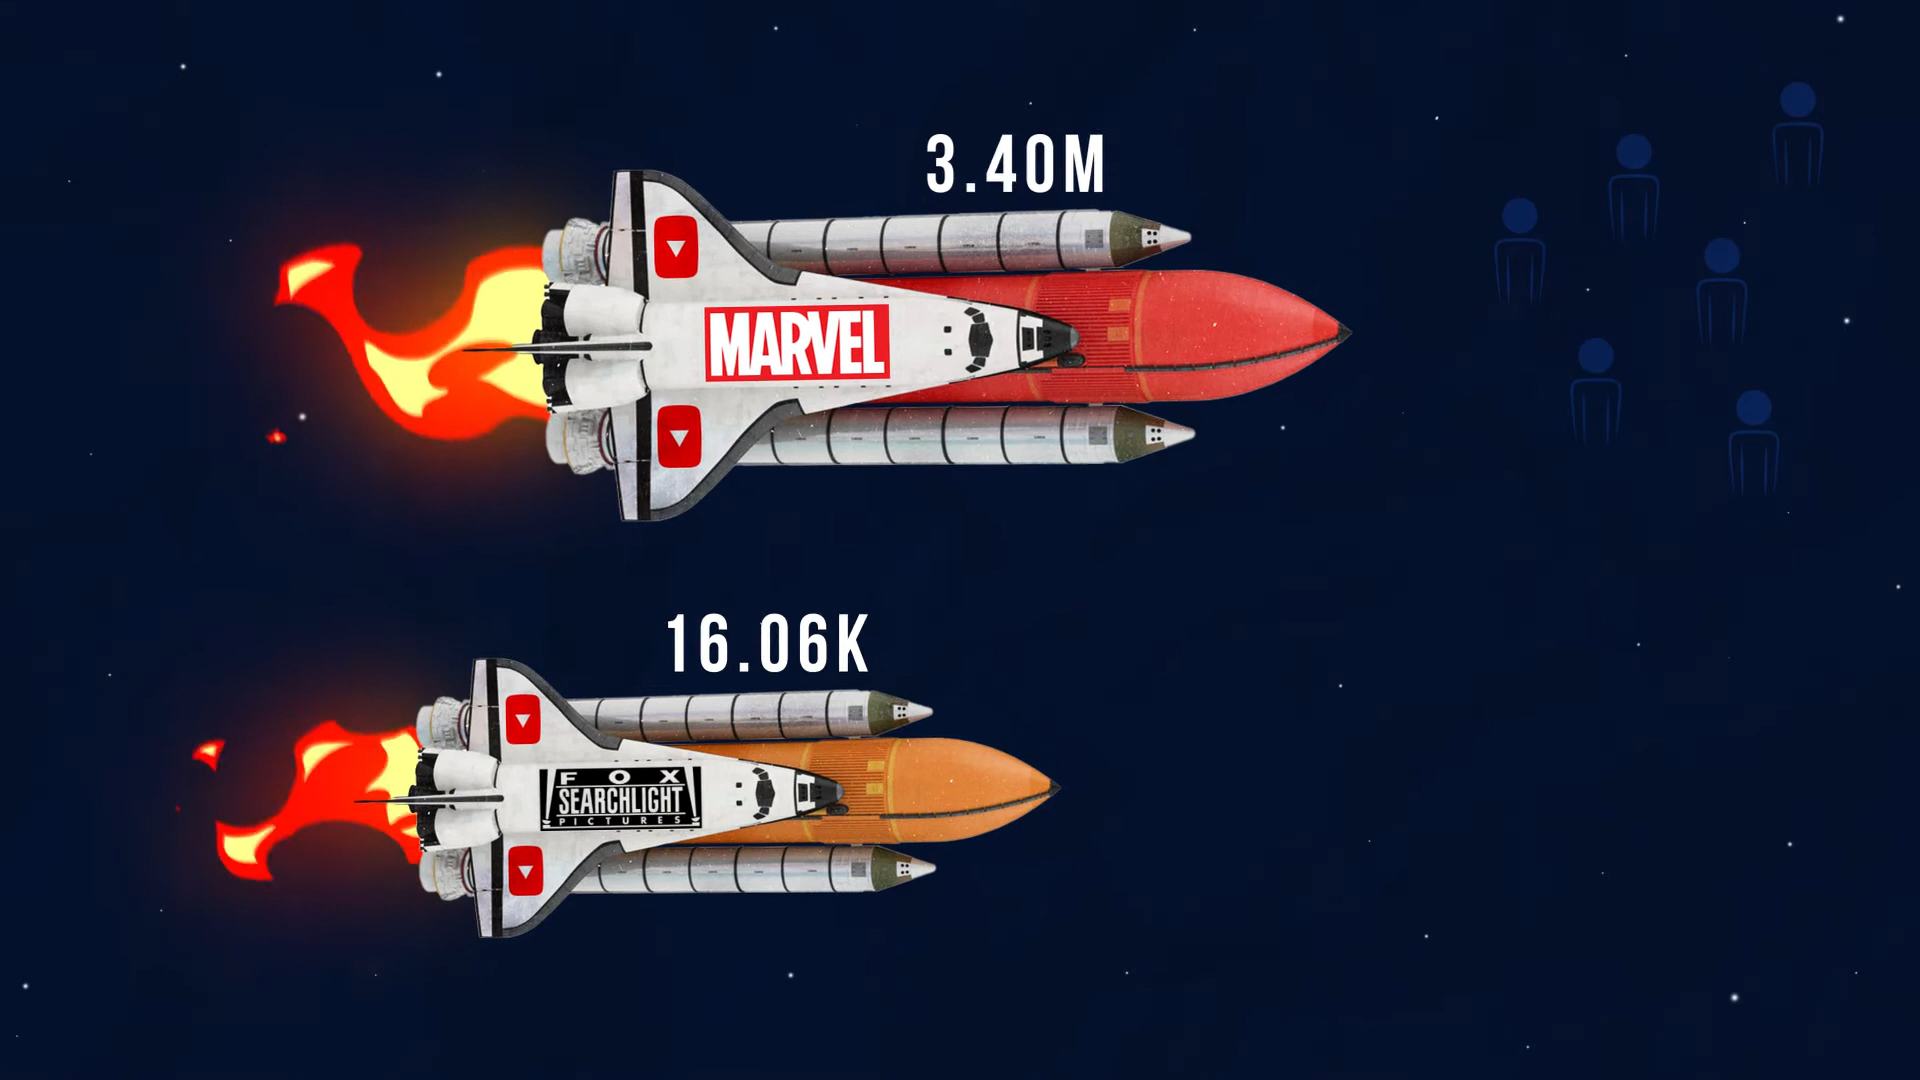 3.40M
MARVEL
16.06K
FOX
SEARCHLIGHT
PICTURES